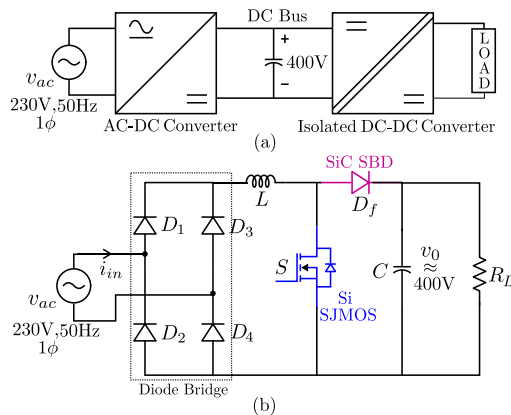 DC Bus
+
400V
−
LOAD
v_ac
230V,50Hz
1ϕ
AC-DC Converter
Isolated DC-DC Converter
(a)
SiC SBD
L
D_f
D_1
D_3
i_in
S
C
v_0
≈
400V
R_L
v_ac
Si
SJMOS
230V,50Hz
1ϕ
D_2
D_4
Diode Bridge
(b)